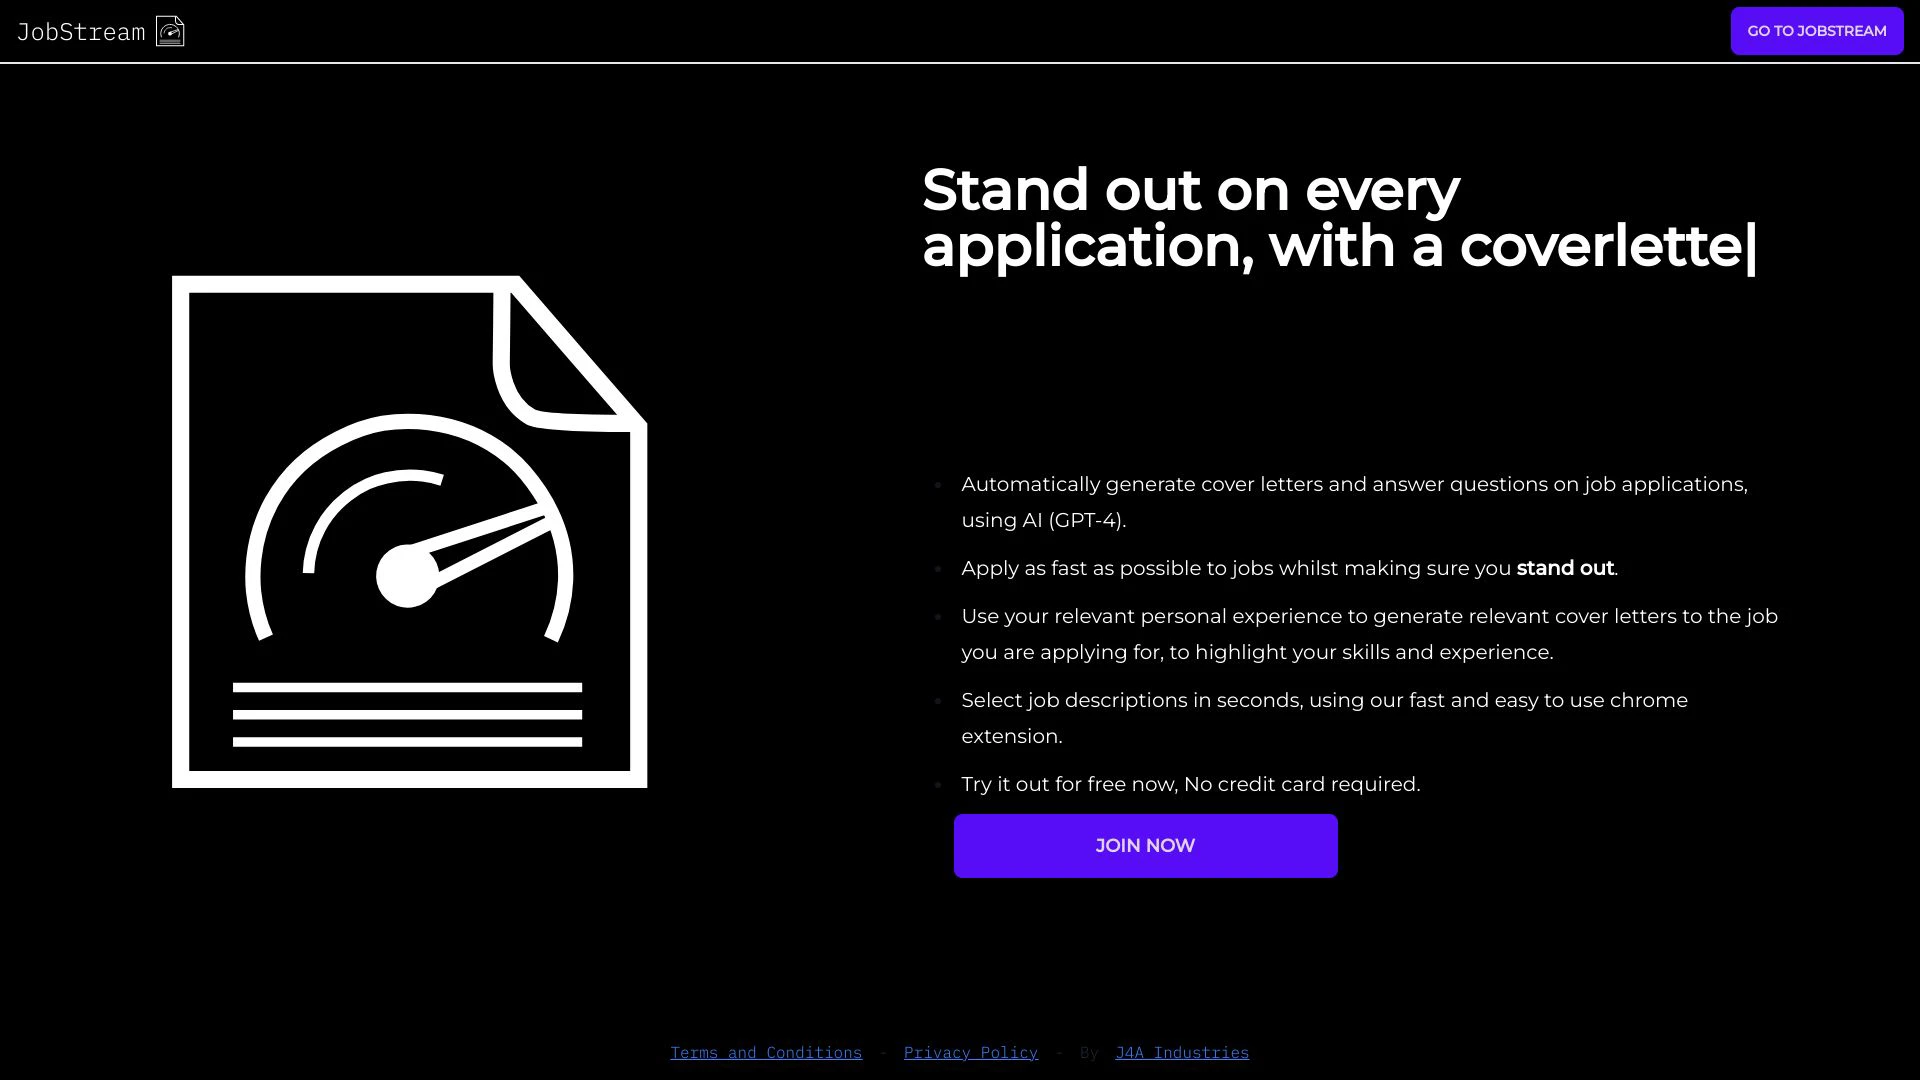 JobStream
GO TO JOBSTREAM
Stand out on every
application, with a coverlette|
Automatically generate cover letters and answer questions on job applications,
using AI (GPT-4).
Apply as fast as possible to jobs whilst making sure you stand out.
Use your relevant personal experience to generate relevant cover letters to the job
you are applying for, to highlight your skills and experience.
Select job descriptions in seconds, using our fast and easy to use chrome
extension.
Try it out for free now, No credit card required.
JOIN NOW
Terms and Conditions - Privacy Policy - By J4A Industries